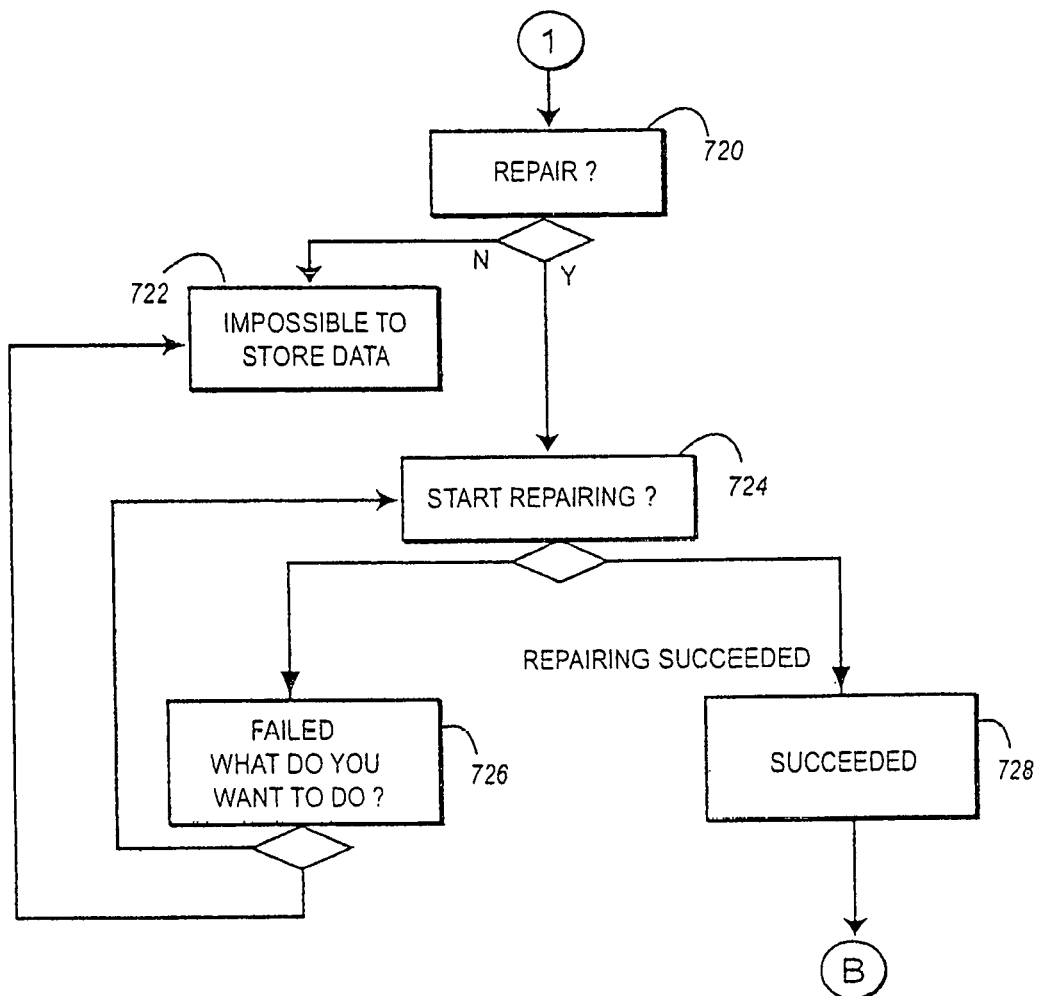 1
REPAIR ?
720
N
Y
722
IMPOSSIBLE TO
STORE DATA
START REPAIRING ?
724
REPAIRING SUCCEEDED
FAILED
WHAT DO YOU
WANT TO DO ?
726
SUCCEEDED
728
B